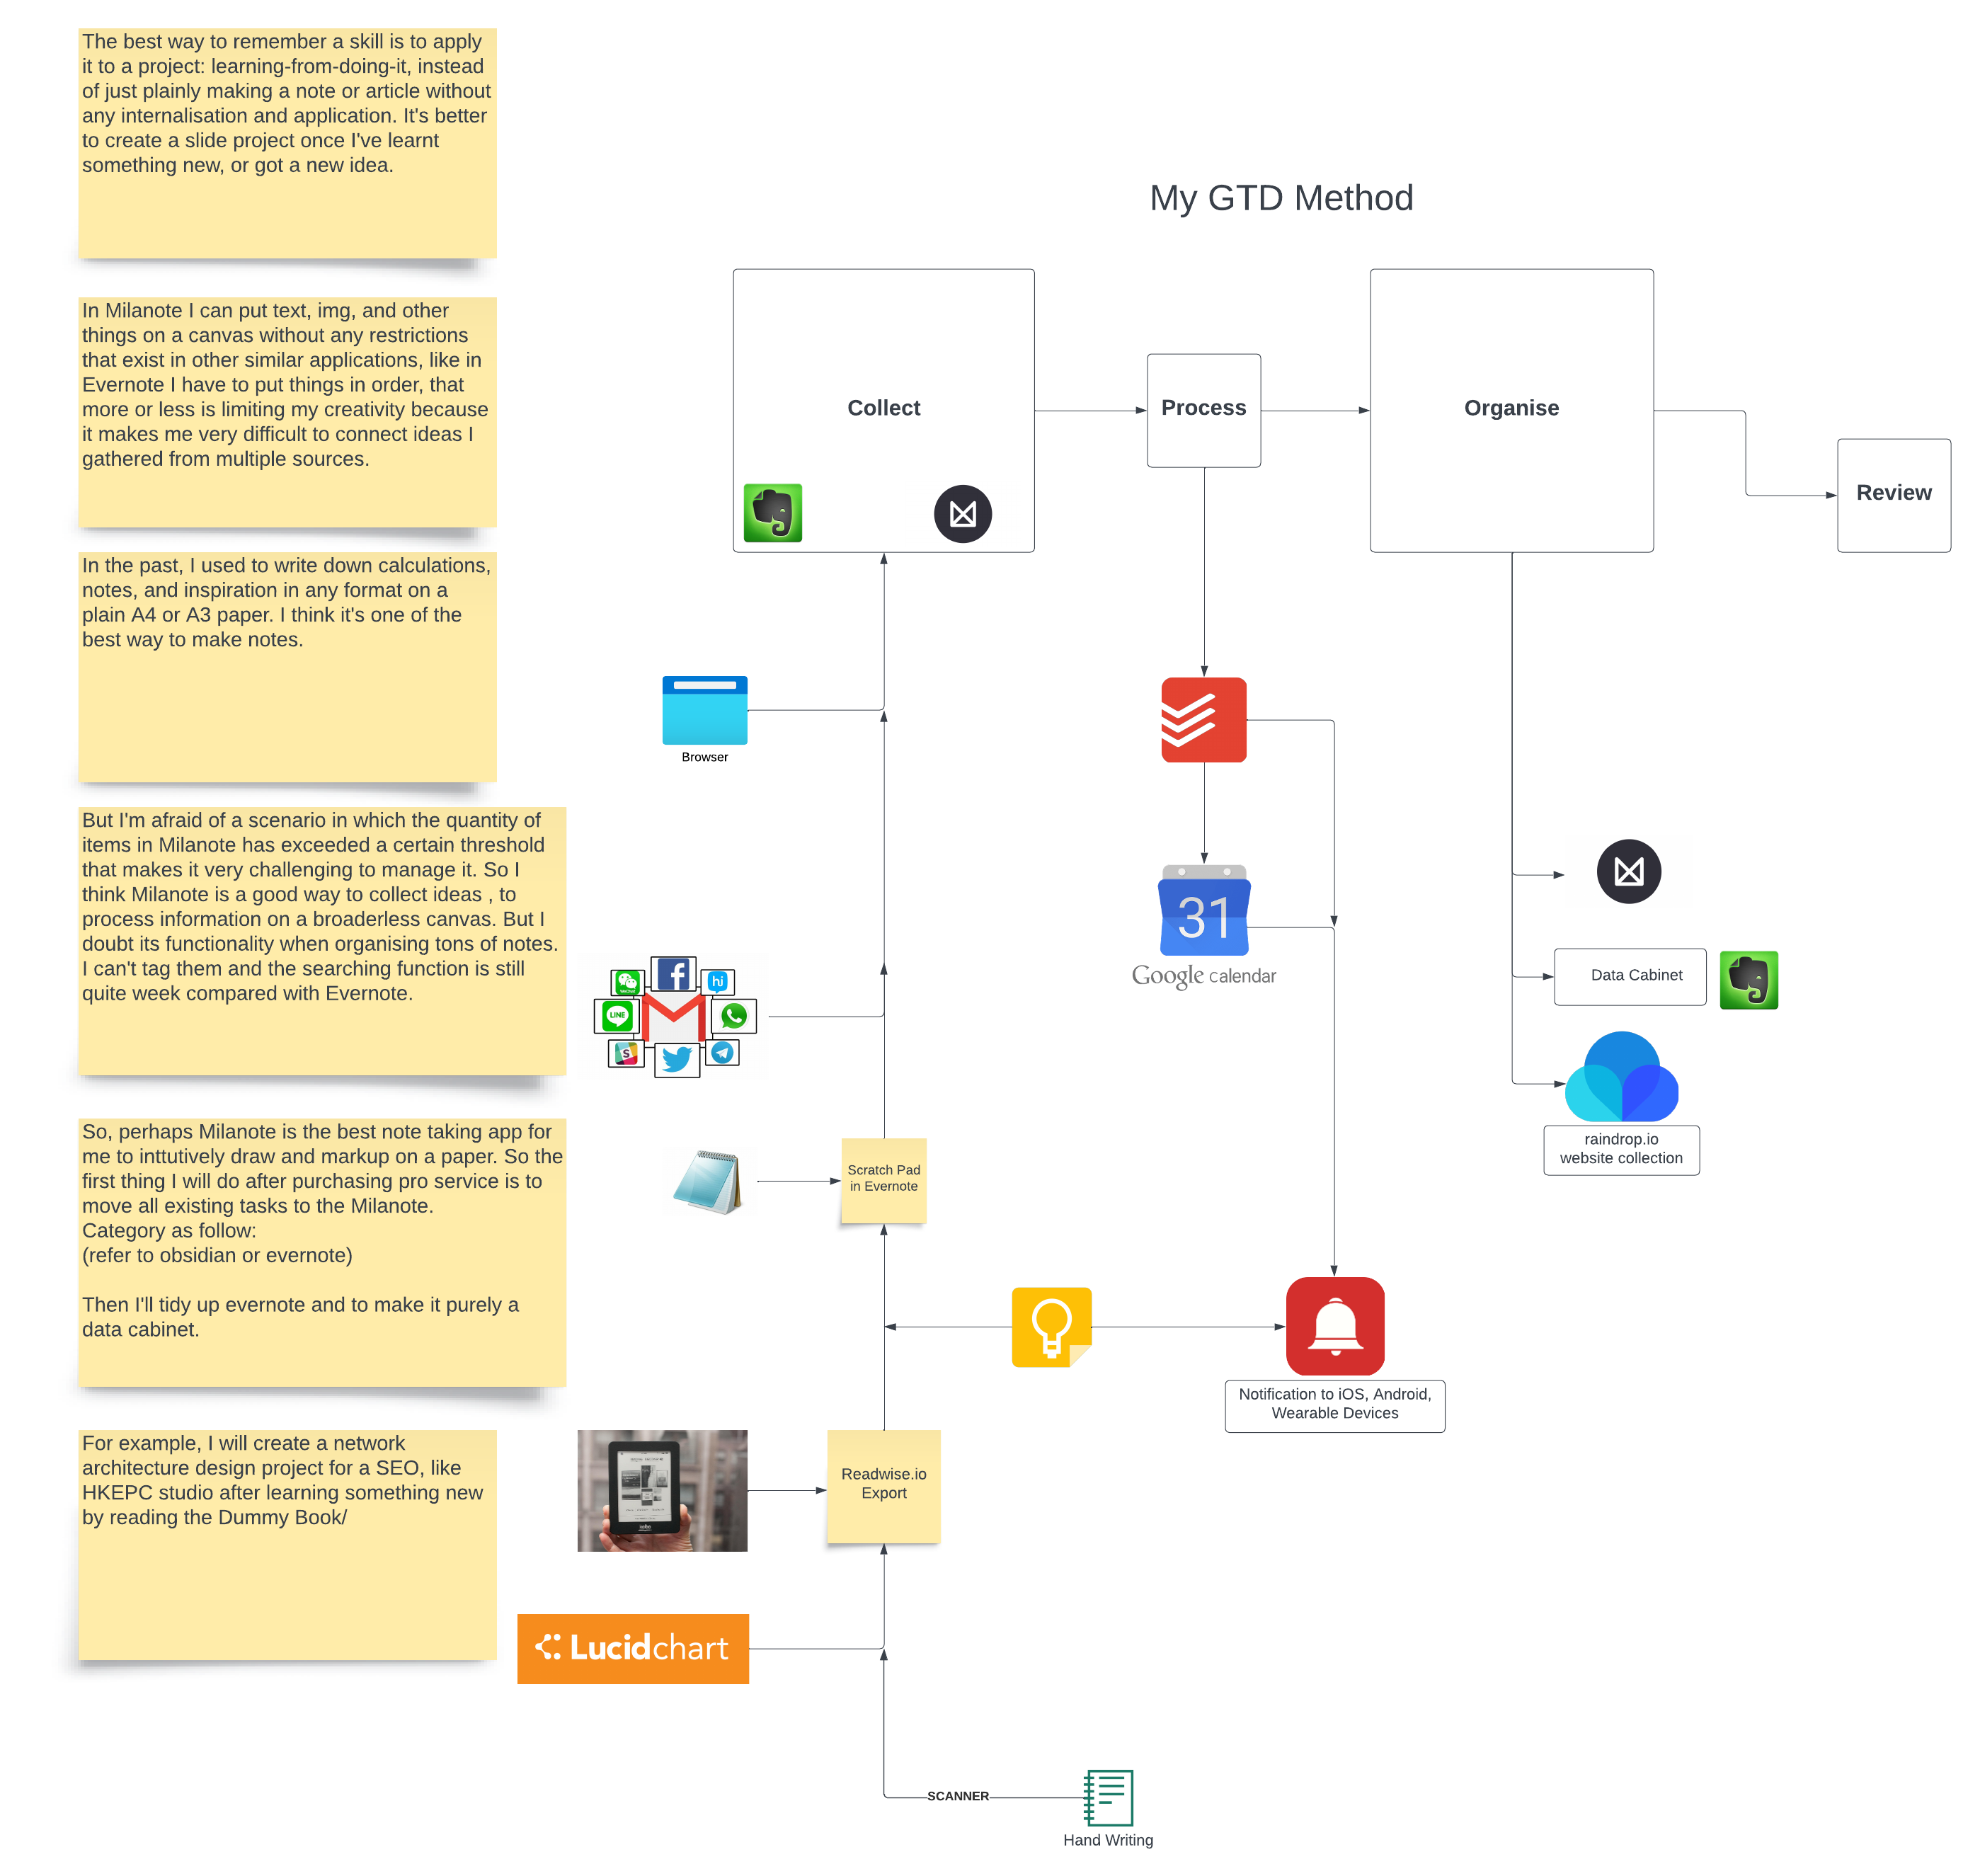 The best way to remember a skill is to apply
it to a project: learning-from-doing-it, instead
of just plainly making a note or article without
any internalisation and application. It's better
to create a slide project once I've learnt
something new, or got a new idea.
In Milanote I can put text, img, and other
things on a canvas without any restrictions
that exist in other similar applications, like in
Evernote I have to put things in order, that
more or less is limiting my creativity because
it makes me very difficult to connect ideas I
gathered from multiple sources.
In the past, I used to write down calculations,
notes, and inspiration in any format on a
plain A4 or A3 paper. I think it's one of the
best way to make notes.
But I'm afraid of a scenario in which the quantity of
items in Milanote has exceeded a certain threshold
that makes it very challenging to manage it. So I
think Milanote is a good way to collect ideas , to
process information on a broaderless canvas. But I
doubt its functionality when organising tons of notes.
I can't tag them and the searching function is still
quite week compared with Evernote.
So, perhaps Milanote is the best note taking app for
me to inttutively draw and markup on a paper. So the
first thing I will do after purchasing pro service is to
move all existing tasks to the Milanote.
Category as follow:
(refer to obsidian or evernote)
Then I'll tidy up evernote and to make it purely a
data cabinet.
For example, I will create a network
architecture design project for a SEO, like
HKEPC studio after learning something new
by reading the Dummy Book/
My GTD Method
Collect
Process
Organise
Review
Browser
31
Google calendar
WeChat
f
hi
LINE
S
Data Cabinet
raindrop.io
website collection
Scratch Pad
in Evernote
Notification to iOS, Android,
Wearable Devices
Readwise.io
Export
Lucidchart
SCANNER
Hand Writing